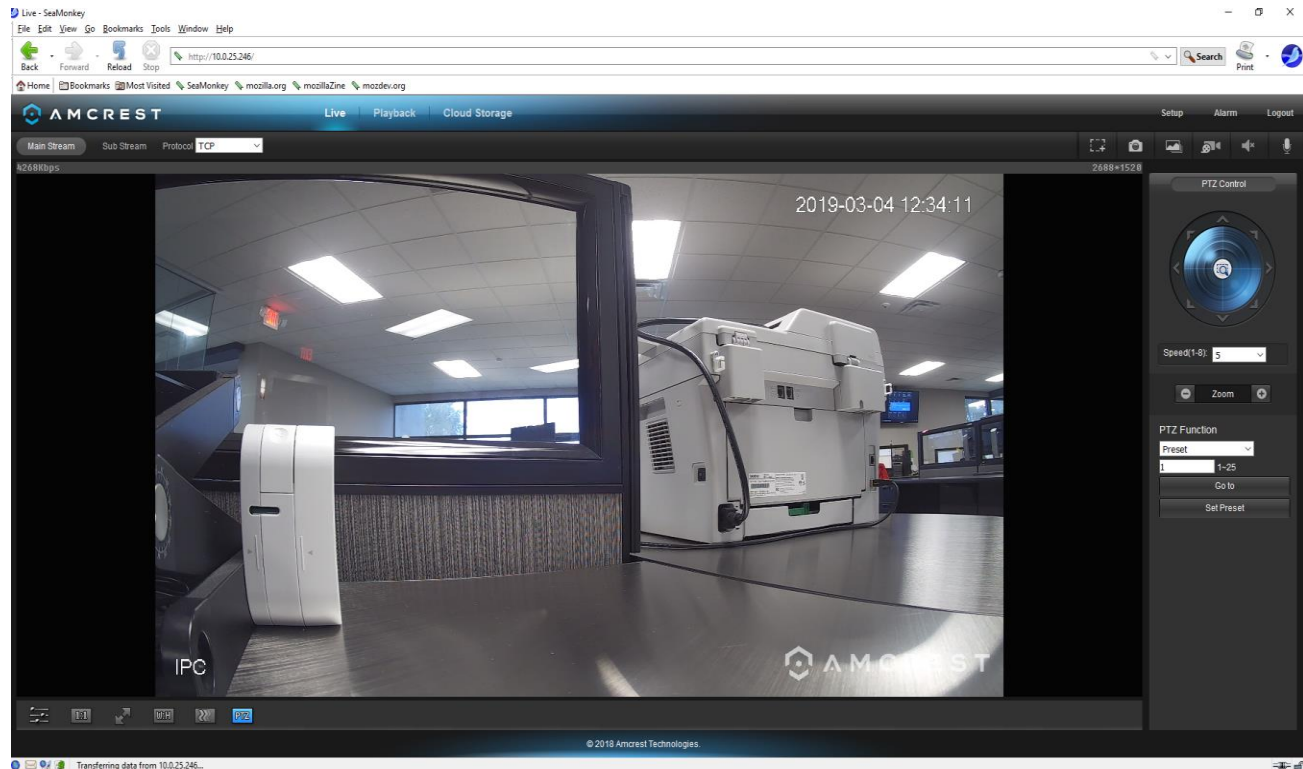 Live - SeaMonkey
File Edit View Go Bookmarks Tools Window Help
Back Forward Reload Stop http://10.0.25.246/ Search Print
Home Bookmarks Most Visited SeaMonkey mozilla.org mozillaZine mozdev.org
AMCREST Live Playback Cloud Storage Setup Alarm Logout
Main Stream Sub Stream Protocol TCP
4268Kbps 2688*1520
PTZ Control
2019-03-04 12:34:11
Speed(1-8): 5
Zoom
PTZ Function
Preset
1 1~25
Go to
Set Preset
IPC AMCREST
1:1 W:H PTZ
© 2018 Amcrest Technologies.
Transferring data from 10.0.25.246...